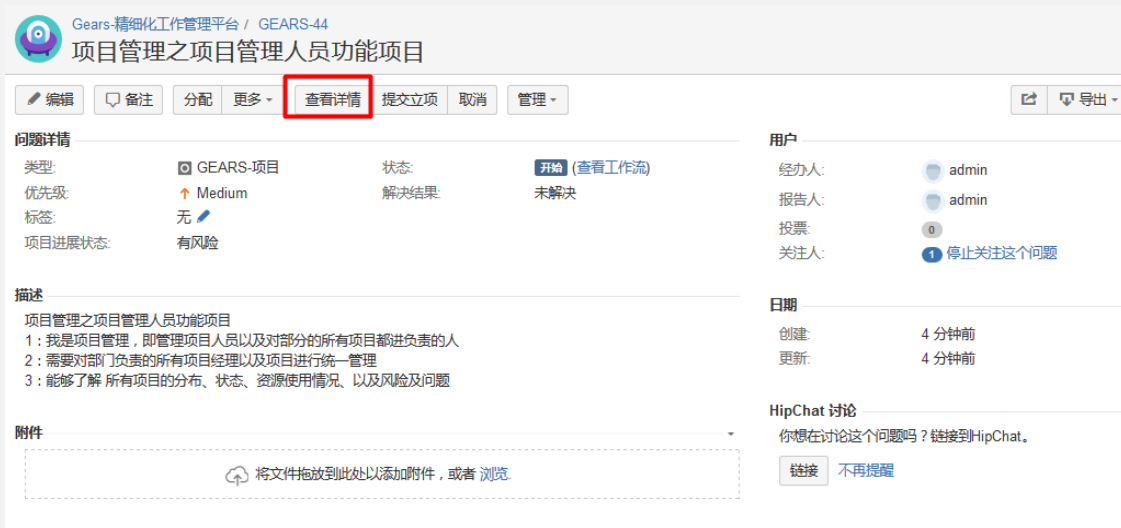 Gears-精细化工作管理平台 / GEARS-44
项目管理之项目管理人员功能项目
编辑 备注 分配 更多 查看详情 提交立项 取消 管理 导出
问题详情
类型: GEARS-项目 状态: 开始 (查看工作流)
优先级: Medium 解决结果: 未解决
标签: 无
项目进展状态: 有风险
描述
项目管理之项目管理人员功能项目
1：我是项目管理，即管理项目人员以及对部分的所有项目都进负责的人
2：需要对部门负责的所有项目经理以及项目进行统一管理
3：能够了解 所有项目的分布、状态、资源使用情况、以及风险及问题
附件
将文件拖放到此处以添加附件，或者 浏览.
用户
经办人: admin
报告人: admin
投票: 0
关注人: 1 停止关注这个问题
日期
创建: 4 分钟前
更新: 4 分钟前
HipChat 讨论
你想在讨论这个问题吗？链接到HipChat。
链接 不再提醒